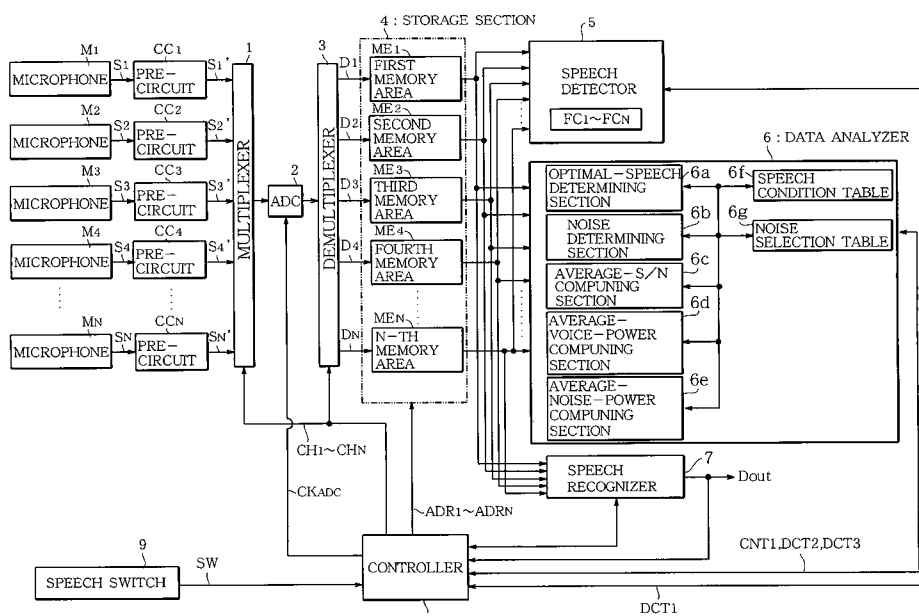 4 : STORAGE SECTION
5
M1
CC1
1
3
ME1
MICROPHONE
S1
PRE-
CIRCUIT
S1'
D1
FIRST
MEMORY
AREA
SPEECH
DETECTOR
FC1~FCN
M2
CC2
ME2
MICROPHONE
S2
PRE-
CIRCUIT
S2'
D2
SECOND
MEMORY
AREA
6 : DATA ANALYZER
M3
CC3
ME3
MICROPHONE
S3
PRE-
CIRCUIT
S3'
MULTIPLEXER
2
ADC
DEMULTIPLEXER
D3
THIRD
MEMORY
AREA
OPTIMAL-SPEECH
DETERMINING
SECTION
6a
6f
SPEECH
CONDITION TABLE
NOISE
DETERMINING
SECTION
6b
6g
NOISE
SELECTION TABLE
M4
CC4
ME4
MICROPHONE
S4
PRE-
CIRCUIT
S4'
D4
FOURTH
MEMORY
AREA
AVERAGE-S/N
COMPUNING
SECTION
6c
MN
CCN
MEN
MICROPHONE
SN
PRE-
CIRCUIT
SN'
DN
N-TH
MEMORY
AREA
AVERAGE-
VOICE-POWER
COMPUNING
SECTION
6d
AVERAGE-
NOISE-POWER
COMPUNING
SECTION
6e
CH1~CHN
CKADC
ADR1~ADRN
SPEECH
RECOGNIZER
7
Dout
9
SPEECH SWITCH
SW
CONTROLLER
CNT1,DCT2,DCT3
DCT1